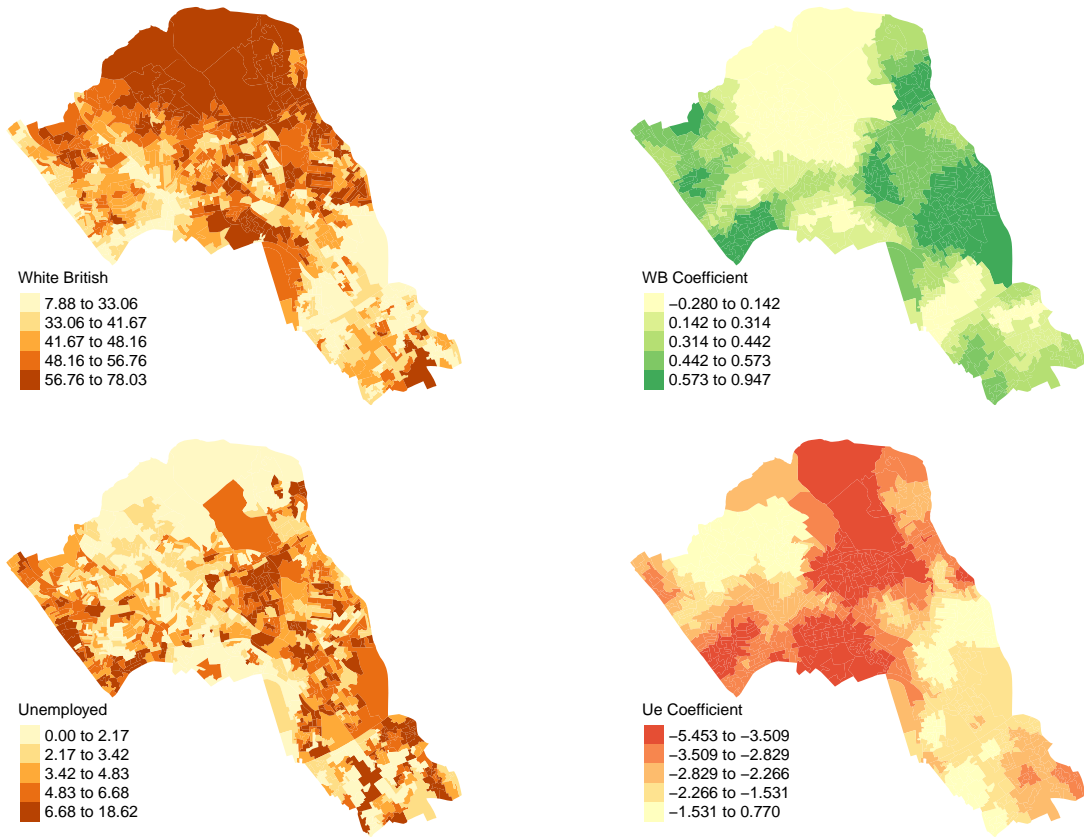 White British
7.88 to 33.06
33.06 to 41.67
41.67 to 48.16
48.16 to 56.76
56.76 to 78.03
WB Coefficient
−0.280 to 0.142
0.142 to 0.314
0.314 to 0.442
0.442 to 0.573
0.573 to 0.947
Unemployed
0.00 to 2.17
2.17 to 3.42
3.42 to 4.83
4.83 to 6.68
6.68 to 18.62
Ue Coefficient
−5.453 to −3.509
−3.509 to −2.829
−2.829 to −2.266
−2.266 to −1.531
−1.531 to 0.770